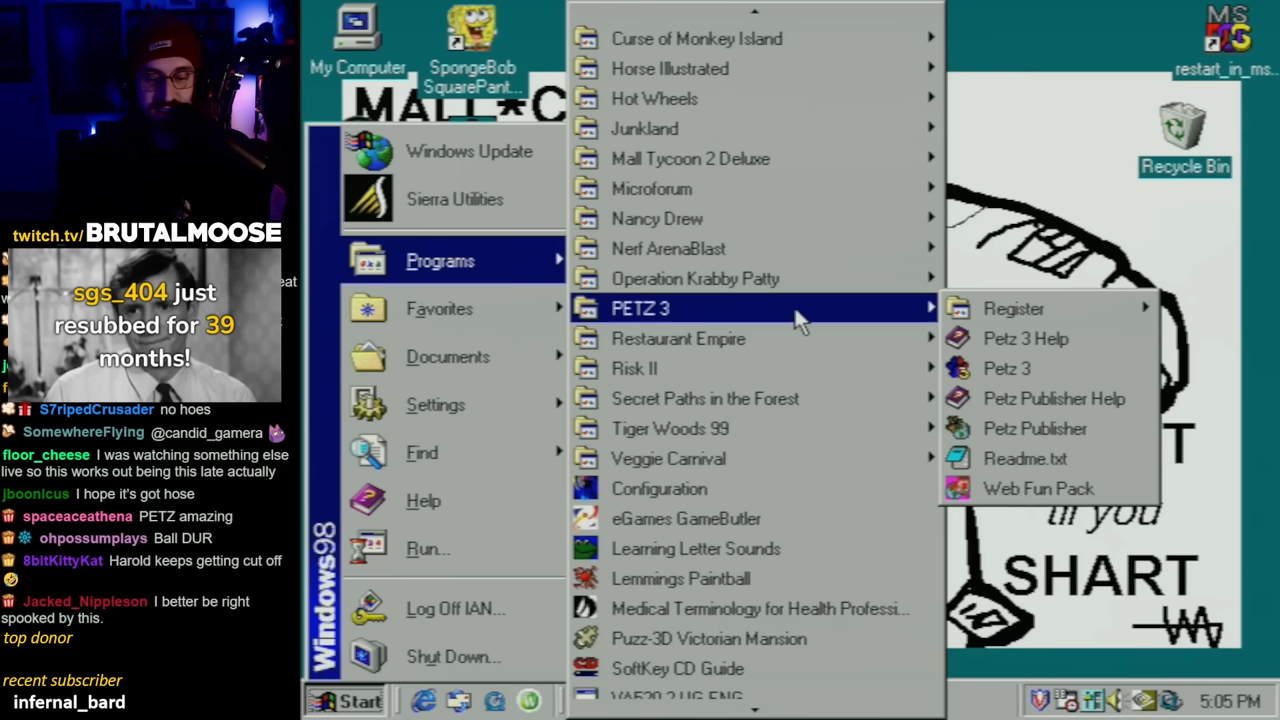 twitch.tv/BRUTALMOOSE
sgs_404 just
resubbed for 39
months!
S7ripedCrusader no hoes
SomewhereFlying @candid_gamera
floor_cheese I was watching something else
live so this works out being this late actually
jboonicus I hope it's got hose
spaceaceathena PETZ amazing
ohpossumplays Ball DUR
8bitKittyKat Harold keeps getting cut off
Jacked_Nippleson I better be right
spooked by this.
top donor
recent subscriber
infernal_bard
My Computer
SpongeBob
SquarePant...
MALL*C
restart_in_ms...
Recycle Bin
Windows98
Windows Update
Sierra Utilities
Programs
Favorites
Documents
Settings
Find
Help
Run...
Log Off IAN...
Shut Down...
Curse of Monkey Island
Horse Illustrated
Hot Wheels
Junkland
Mall Tycoon 2 Deluxe
Microforum
Nancy Drew
Nerf ArenaBlast
Operation Krabby Patty
PETZ 3
Restaurant Empire
Risk II
Secret Paths in the Forest
Tiger Woods 99
Veggie Carnival
Configuration
eGames GameButler
Learning Letter Sounds
Lemmings Paintball
Medical Terminology for Health Professi...
Puzz-3D Victorian Mansion
SoftKey CD Guide
Register
Petz 3 Help
Petz 3
Petz Publisher Help
Petz Publisher
Readme.txt
Web Fun Pack
T
til you
SHART
Start
5:05 PM